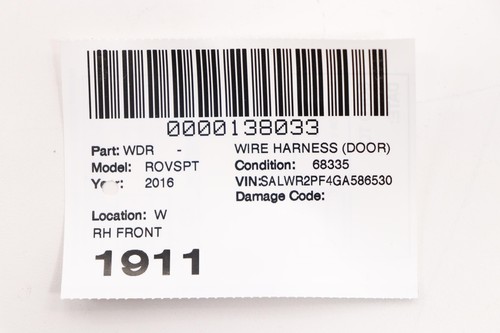 0000138033
Part: WDR - WIRE HARNESS (DOOR)
Model: ROVSPT Condition: 68335
Year: 2016 VIN:SALWR2PF4GA586530
Damage Code:
Location: W
RH FRONT
1911